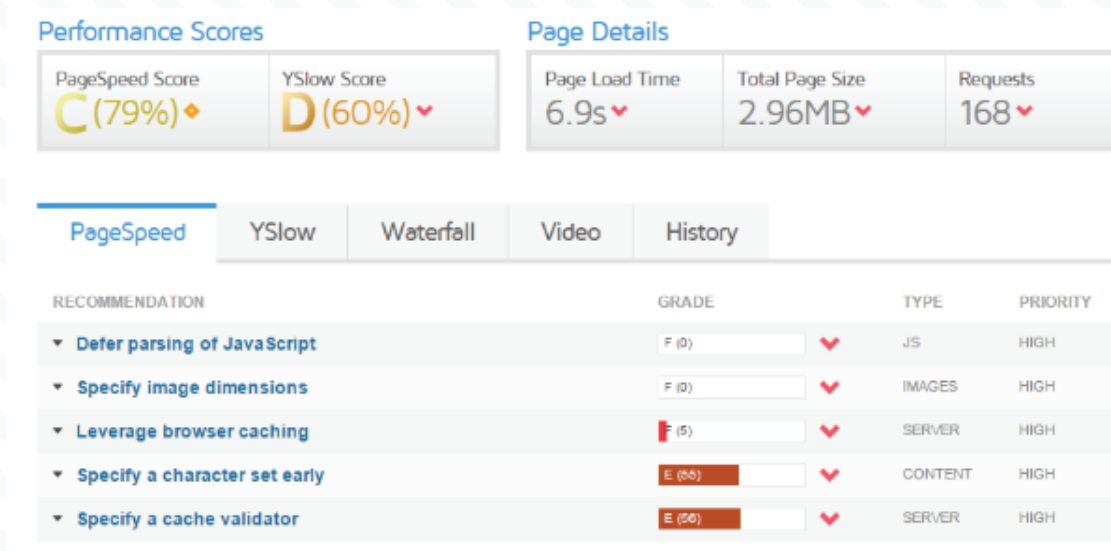 Performance Scores
Page Details
PageSpeed Score
YSlow Score
Page Load Time
Total Page Size
Requests
C (79%)
D (60%)
6.9s
2.96MB
168
PageSpeed
YSlow
Waterfall
Video
History
RECOMMENDATION GRADE TYPE PRIORITY
Defer parsing of JavaScript F (0) JS HIGH
Specify image dimensions F (0) IMAGES HIGH
Leverage browser caching F (5) SERVER HIGH
Specify a character set early E CONTENT HIGH
Specify a cache validator E (56) SERVER HIGH